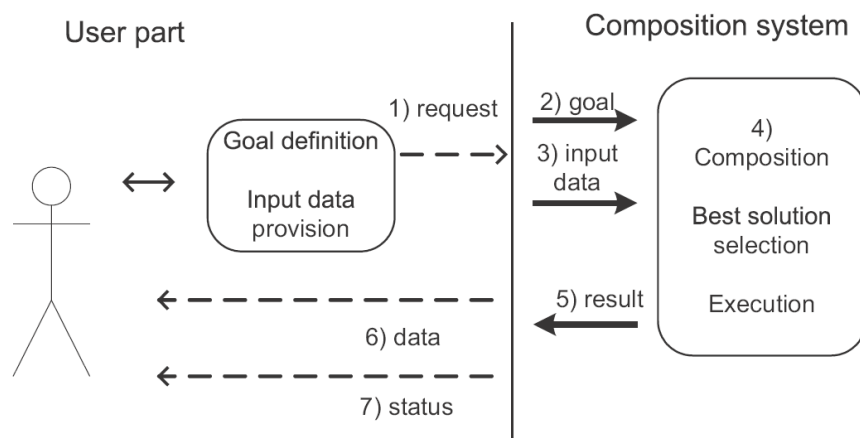 User part
Composition system
1) request
Goal definition
Input data
provision
2) goal
3) input
data
4)
Composition
Best solution
selection
Execution
5) result
6) data
7) status